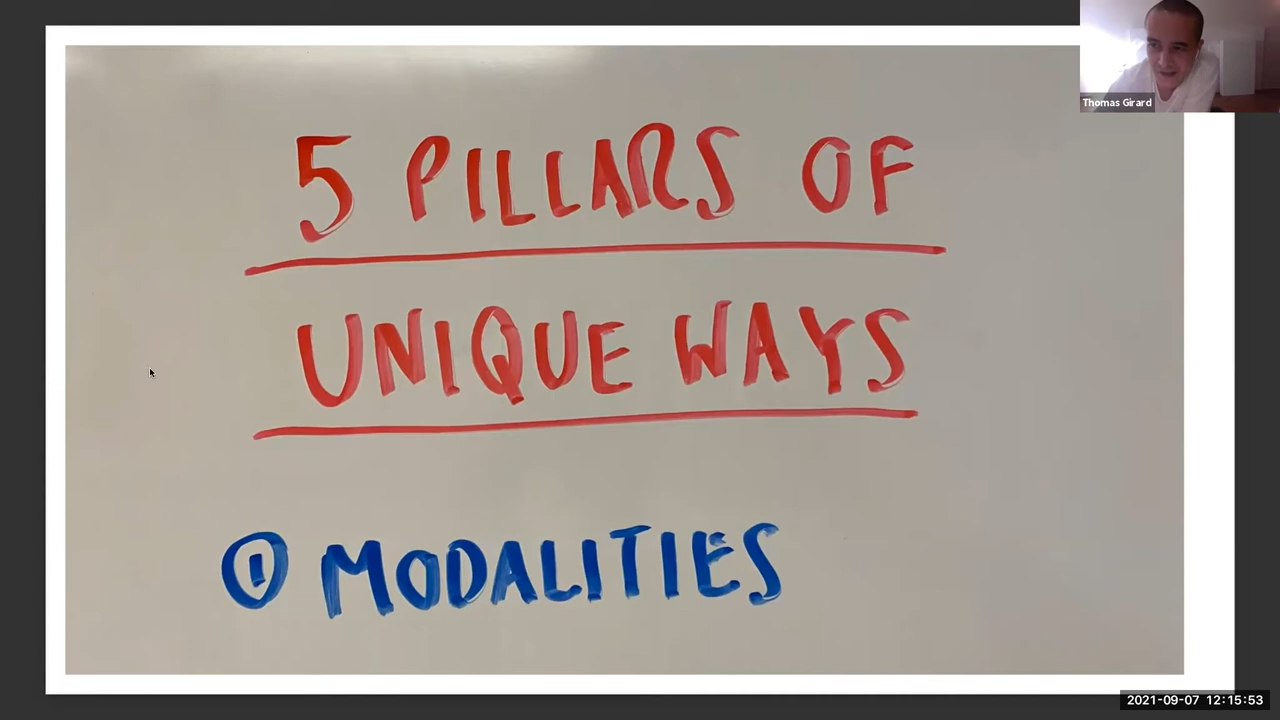 Thomas Girard
5 PILLARS OF
UNIQUE WAYS
① MODALITIES
2021-09-07 12:15:53